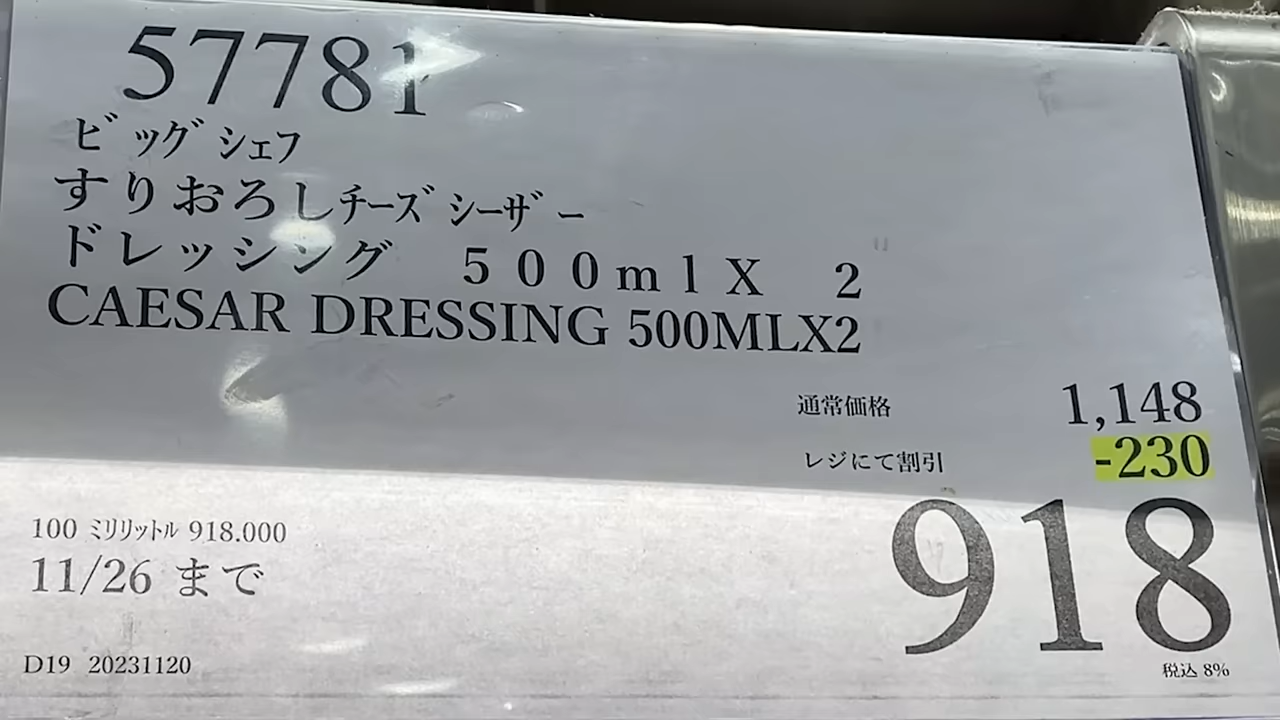 57781
ビッグシェフ
すりおろしチーズシーザー
ドレッシング ５００ｍｌＸ ２
CAESAR DRESSING 500MLX2
通常価格 1,148
レジにて割引 -230
918
100 ミリリットル 918.000
11/26 まで
税込 8%
D19 20231120